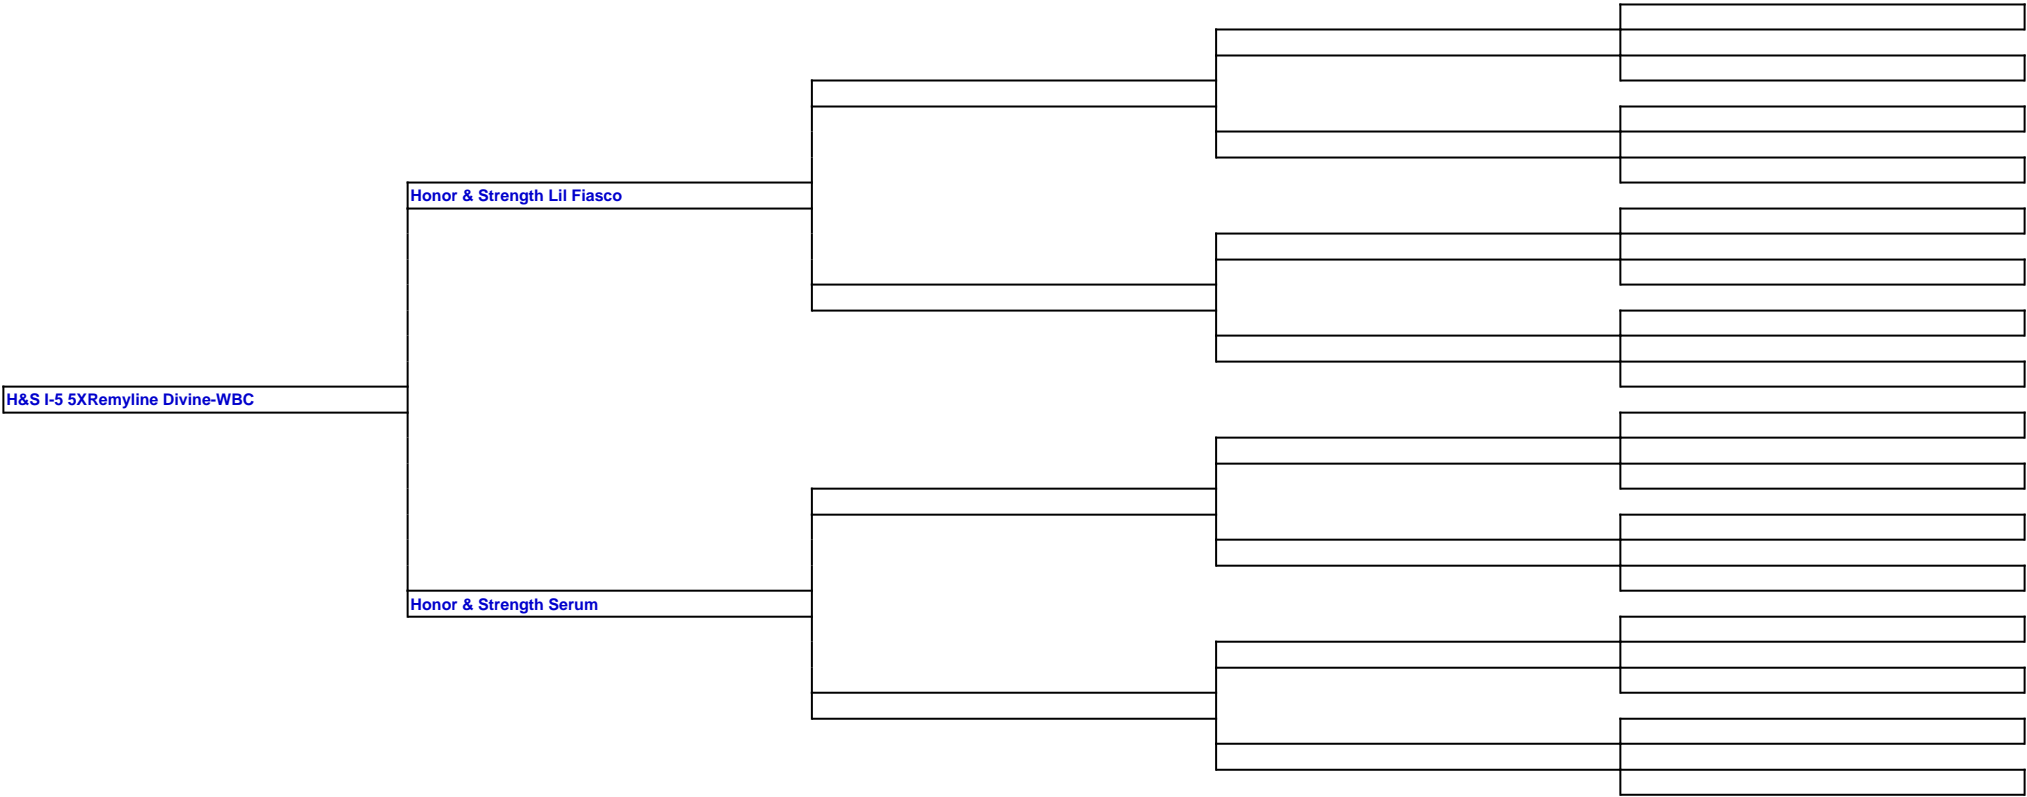 Honor & Strength Lil Fiasco
H&S I-5 5XRemyline Divine-WBC
Honor & Strength Serum